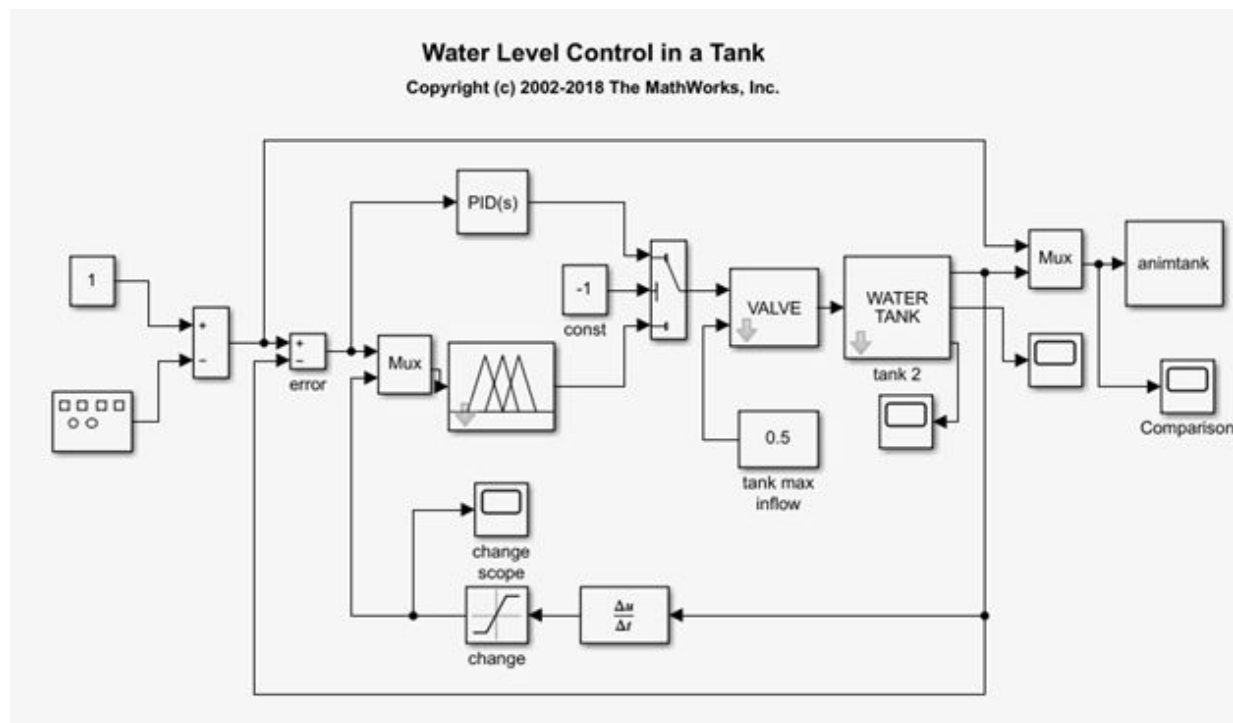 Water Level Control in a Tank
Copyright (c) 2002-2018 The MathWorks, Inc.
PID(s)
Mux
animtank
1
+
−
-1
const
VALVE
WATER
TANK
tank 2
+
−
error
Mux
Comparison
0.5
tank max
inflow
change
scope
Δu
Δt
change